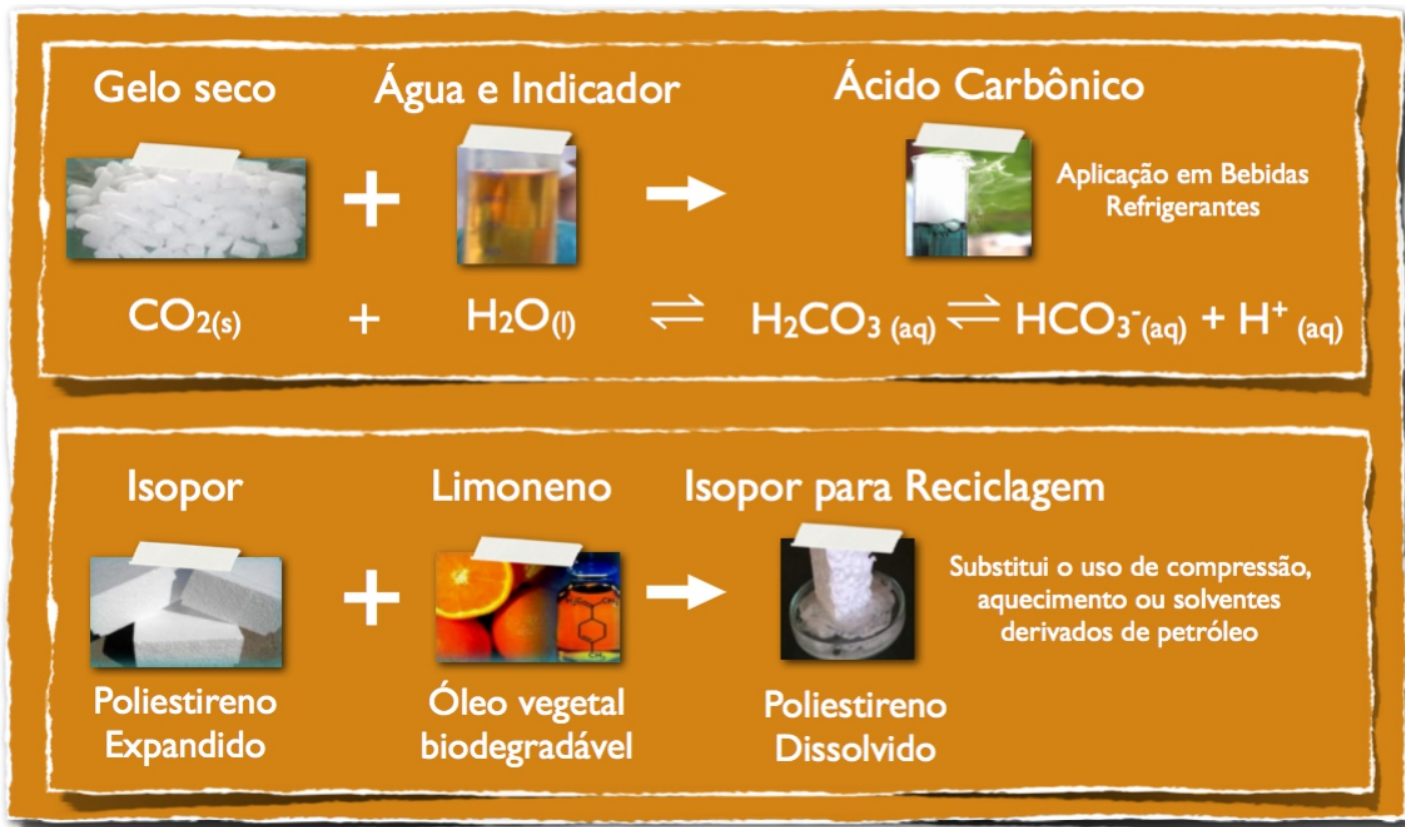 Gelo seco
Água e Indicador
Ácido Carbônico
Aplicação em Bebidas
Refrigerantes
CO₂(s) + H₂O(l) ⇌ H₂CO₃ (aq) ⇌ HCO₃⁻(aq) + H⁺ (aq)
Isopor
Limoneno
Isopor para Reciclagem
Substitui o uso de compressão,
aquecimento ou solventes
derivados de petróleo
Poliestireno
Expandido
Óleo vegetal
biodegradável
Poliestireno
Dissolvido